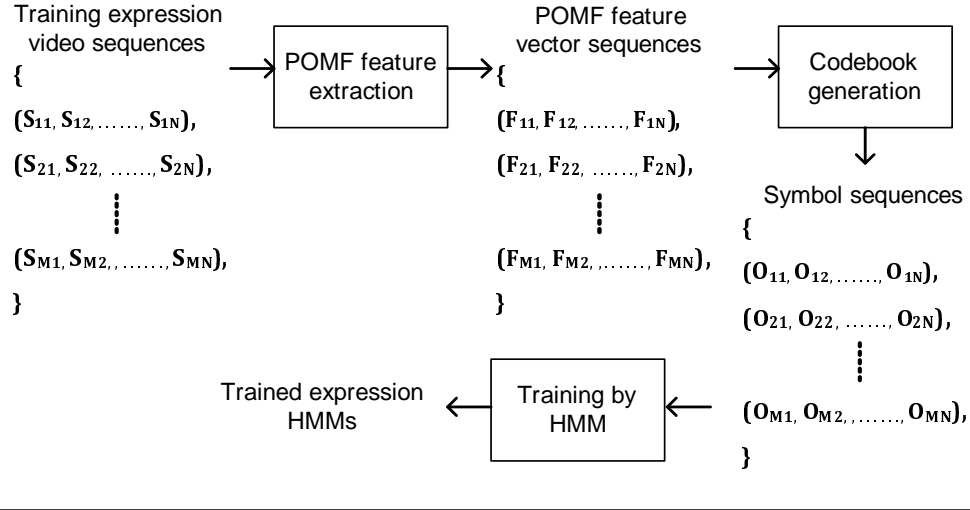 Training expression
video sequences
{
(S11, S12, ......, S1N),
(S21, S22, ......, S2N),
(SM1, SM2, , ......, SMN),
}
POMF feature
extraction
POMF feature
vector sequences
{
(F11, F12, ......, F1N),
(F21, F22, ......, F2N),
(FM1, FM2, , ......, FMN),
}
Codebook
generation
Symbol sequences
{
(O11, O12, ......, O1N),
(O21, O22, ......, O2N),
(OM1, OM2, , ......, OMN),
}
Training by
HMM
Trained expression
HMMs